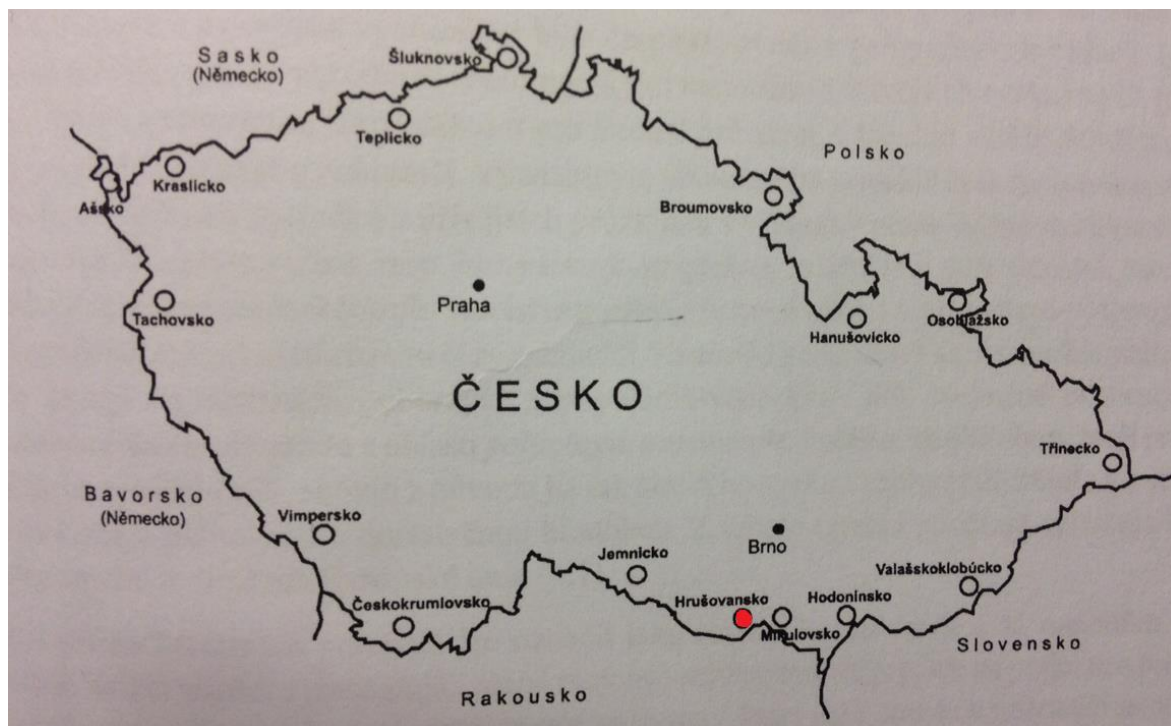 Sasko
(Německo)
Šluknovsko
Teplicko
Polsko
Kraslicko
Ašsko
Broumovsko
Praha
Tachovsko
Hanušovicko
Osoblažsko
ČESKO
Třinecko
Bavorsko
(Německo)
Vimpersko
Brno
Jemnicko
Valašskoklobúcko
Českokrumlovsko
Hrušovansko
Hodonínsko
Mikulovsko
Slovensko
Rakousko